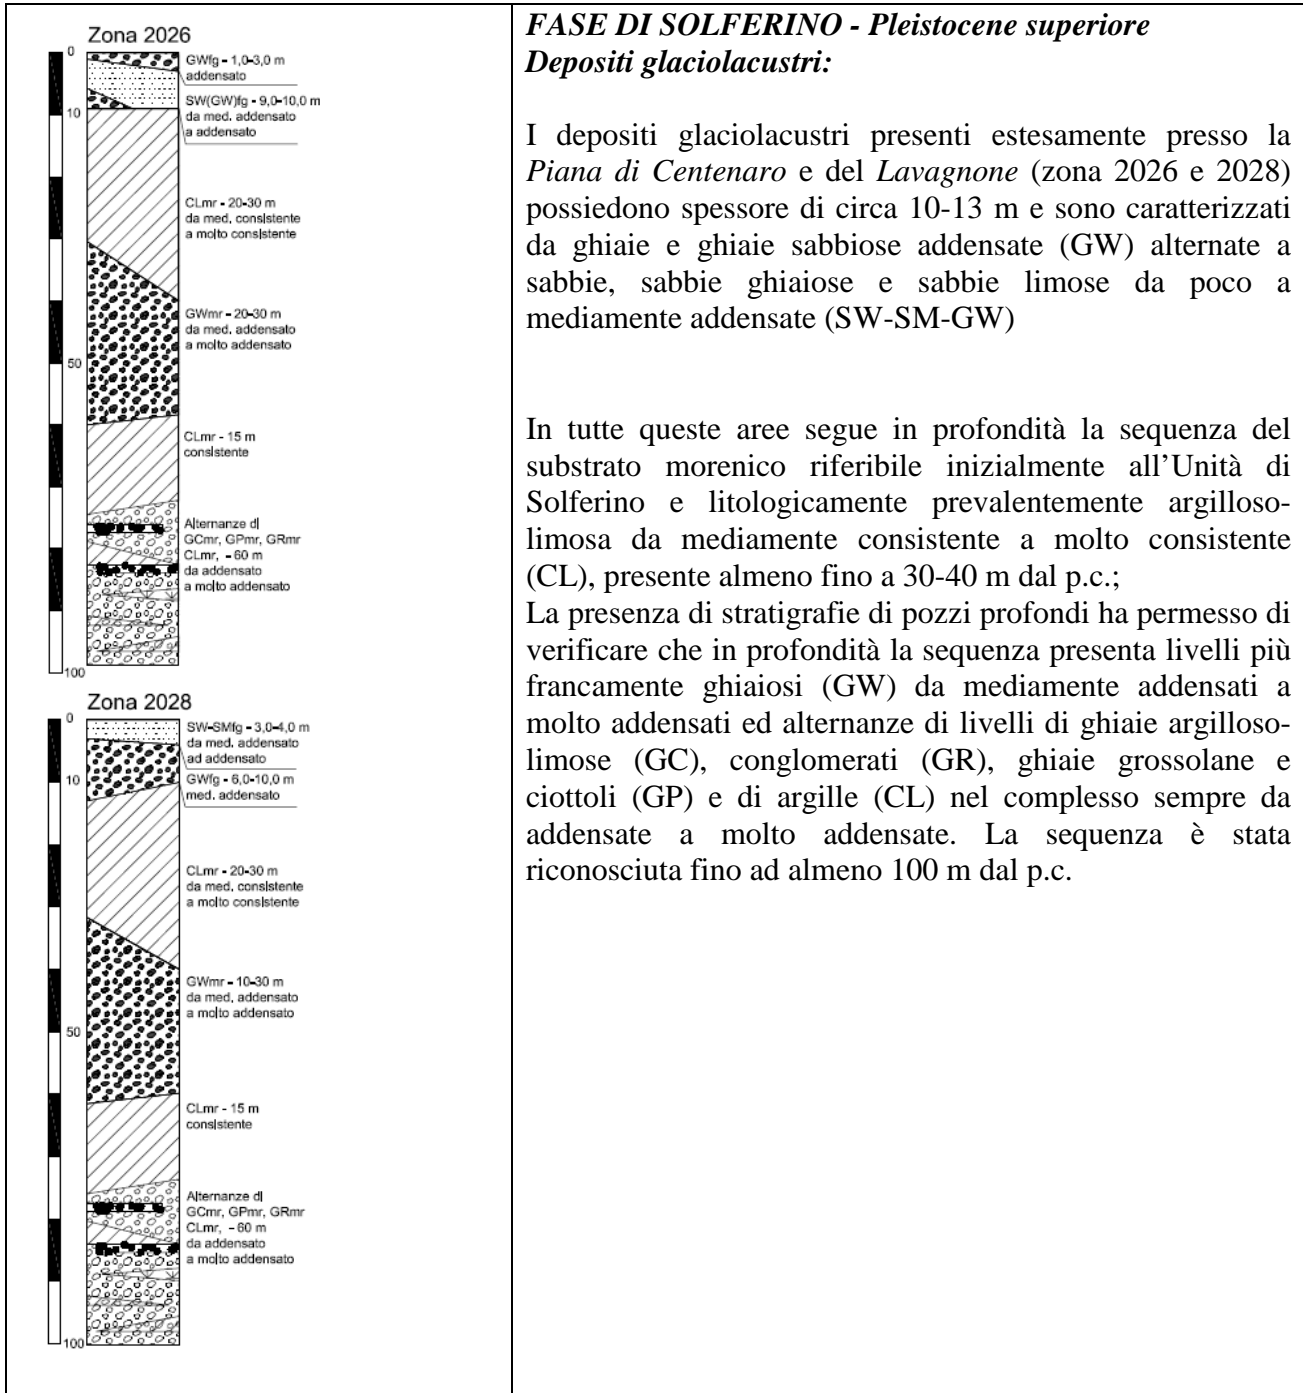 Zona 2026
0
GWfg - 1,0-3,0 m
addensato
SW(GW)fg - 9,0-10,0 m
da med. addensato
a addensato
10
CLmr - 20-30 m
da med. consistente
a molto consistente
GWmr - 20-30 m
da med. addensato
a molto addensato
50
CLmr - 15 m
consistente
Alternanze di
GCmr, GPmr, GRmr
CLmr, - 60 m
da addensato
a molto addensato
100
Zona 2028
0
SW-SMfg - 3,0-4,0 m
da med. addensato
ad addensato
GWfg - 6,0-10,0 m
med. addensato
10
CLmr - 20-30 m
da med. consistente
a molto consistente
GWmr - 10-30 m
da med. addensato
a molto addensato
50
CLmr - 15 m
consistente
Alternanze di
GCmr, GPmr, GRmr
CLmr, - 60 m
da addensato
a molto addensato
100
FASE DI SOLFERINO - Pleistocene superiore
Depositi glaciolacustri:
I depositi glaciolacustri presenti estesamente presso la
Piana di Centenaro e del Lavagnone (zona 2026 e 2028)
possiedono spessore di circa 10-13 m e sono caratterizzati
da ghiaie e ghiaie sabbiose addensate (GW) alternate a
sabbie, sabbie ghiaiose e sabbie limose da poco a
mediamente addensate (SW-SM-GW)
In tutte queste aree segue in profondità la sequenza del
substrato morenico riferibile inizialmente all’Unità di
Solferino e litologicamente prevalentemente argilloso-
limosa da mediamente consistente a molto consistente
(CL), presente almeno fino a 30-40 m dal p.c.;
La presenza di stratigrafie di pozzi profondi ha permesso di
verificare che in profondità la sequenza presenta livelli più
francamente ghiaiosi (GW) da mediamente addensati a
molto addensati ed alternanze di livelli di ghiaie argilloso-
limose (GC), conglomerati (GR), ghiaie grossolane e
ciottoli (GP) e di argille (CL) nel complesso sempre da
addensate a molto addensate. La sequenza è stata
riconosciuta fino ad almeno 100 m dal p.c.